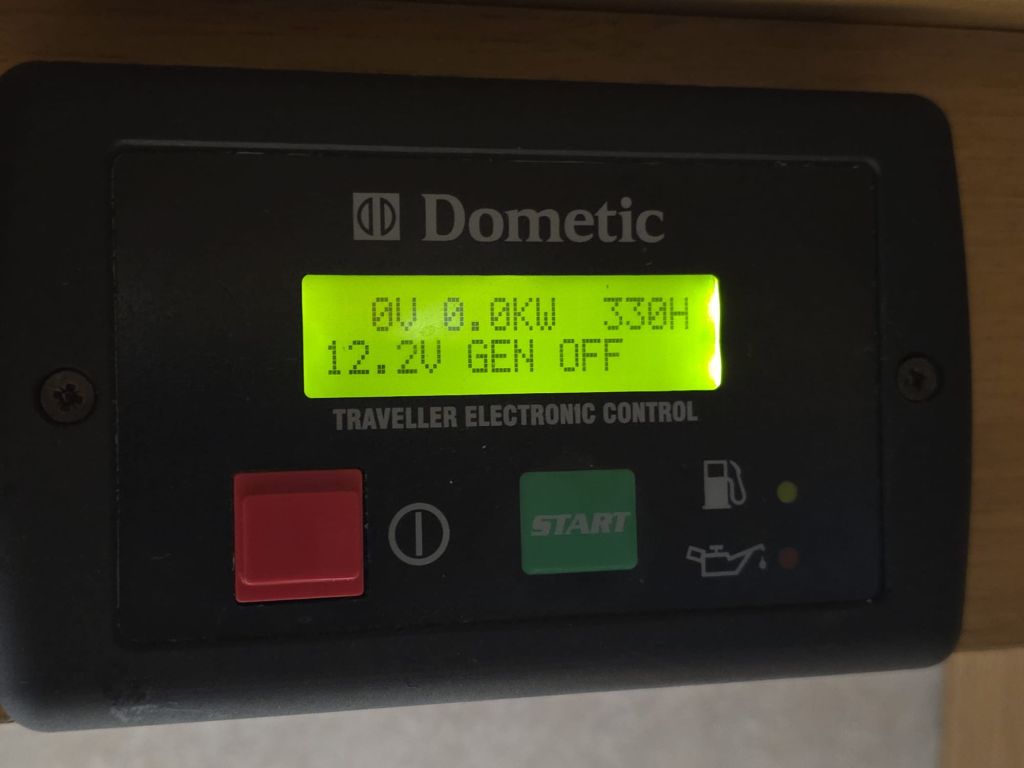 Dometic
0V 0.0KW 330H
12.2V GEN OFF
TRAVELLER ELECTRONIC CONTROL
START